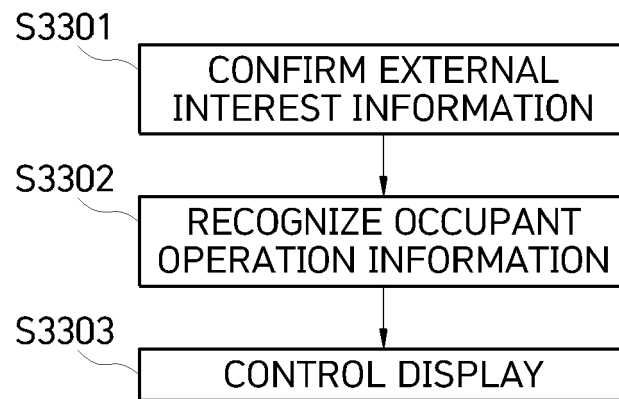 S3301
CONFIRM EXTERNAL
INTEREST INFORMATION
S3302
RECOGNIZE OCCUPANT
OPERATION INFORMATION
S3303
CONTROL DISPLAY